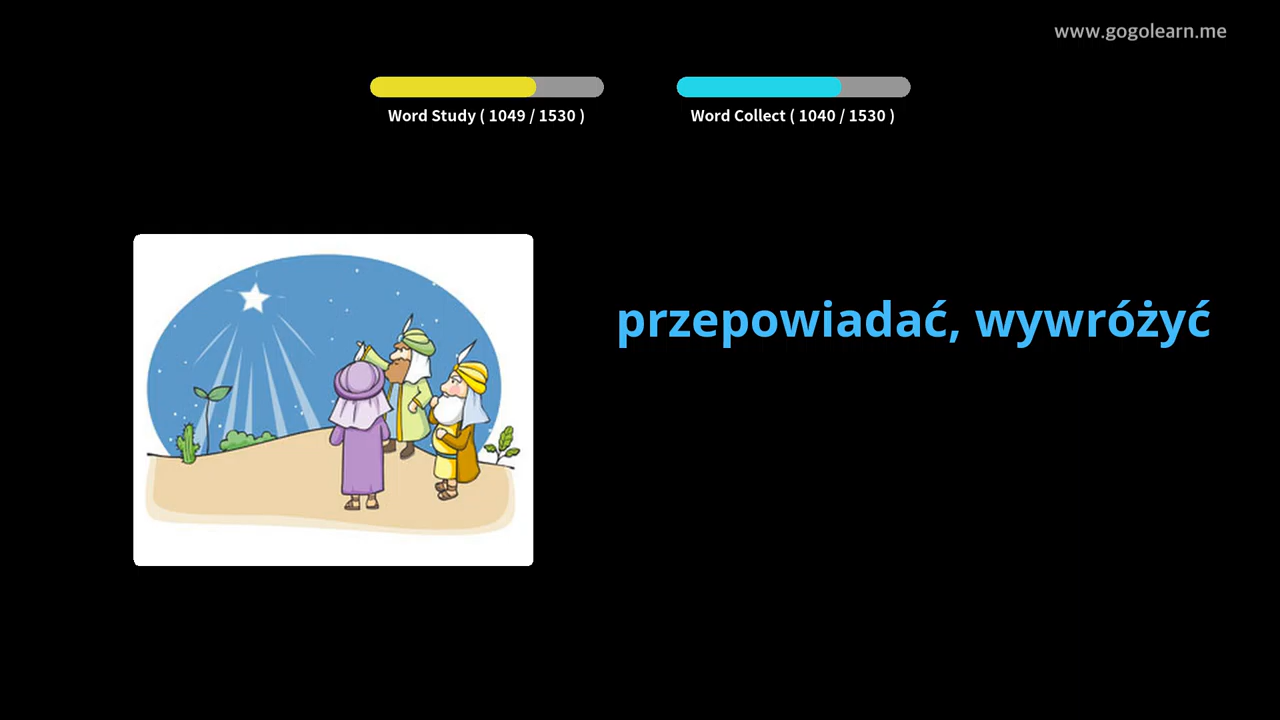 www.gogolearn.me
Word Study ( 1049 / 1530 )
Word Collect ( 1040 / 1530 )
przepowiadać, wywróżyć